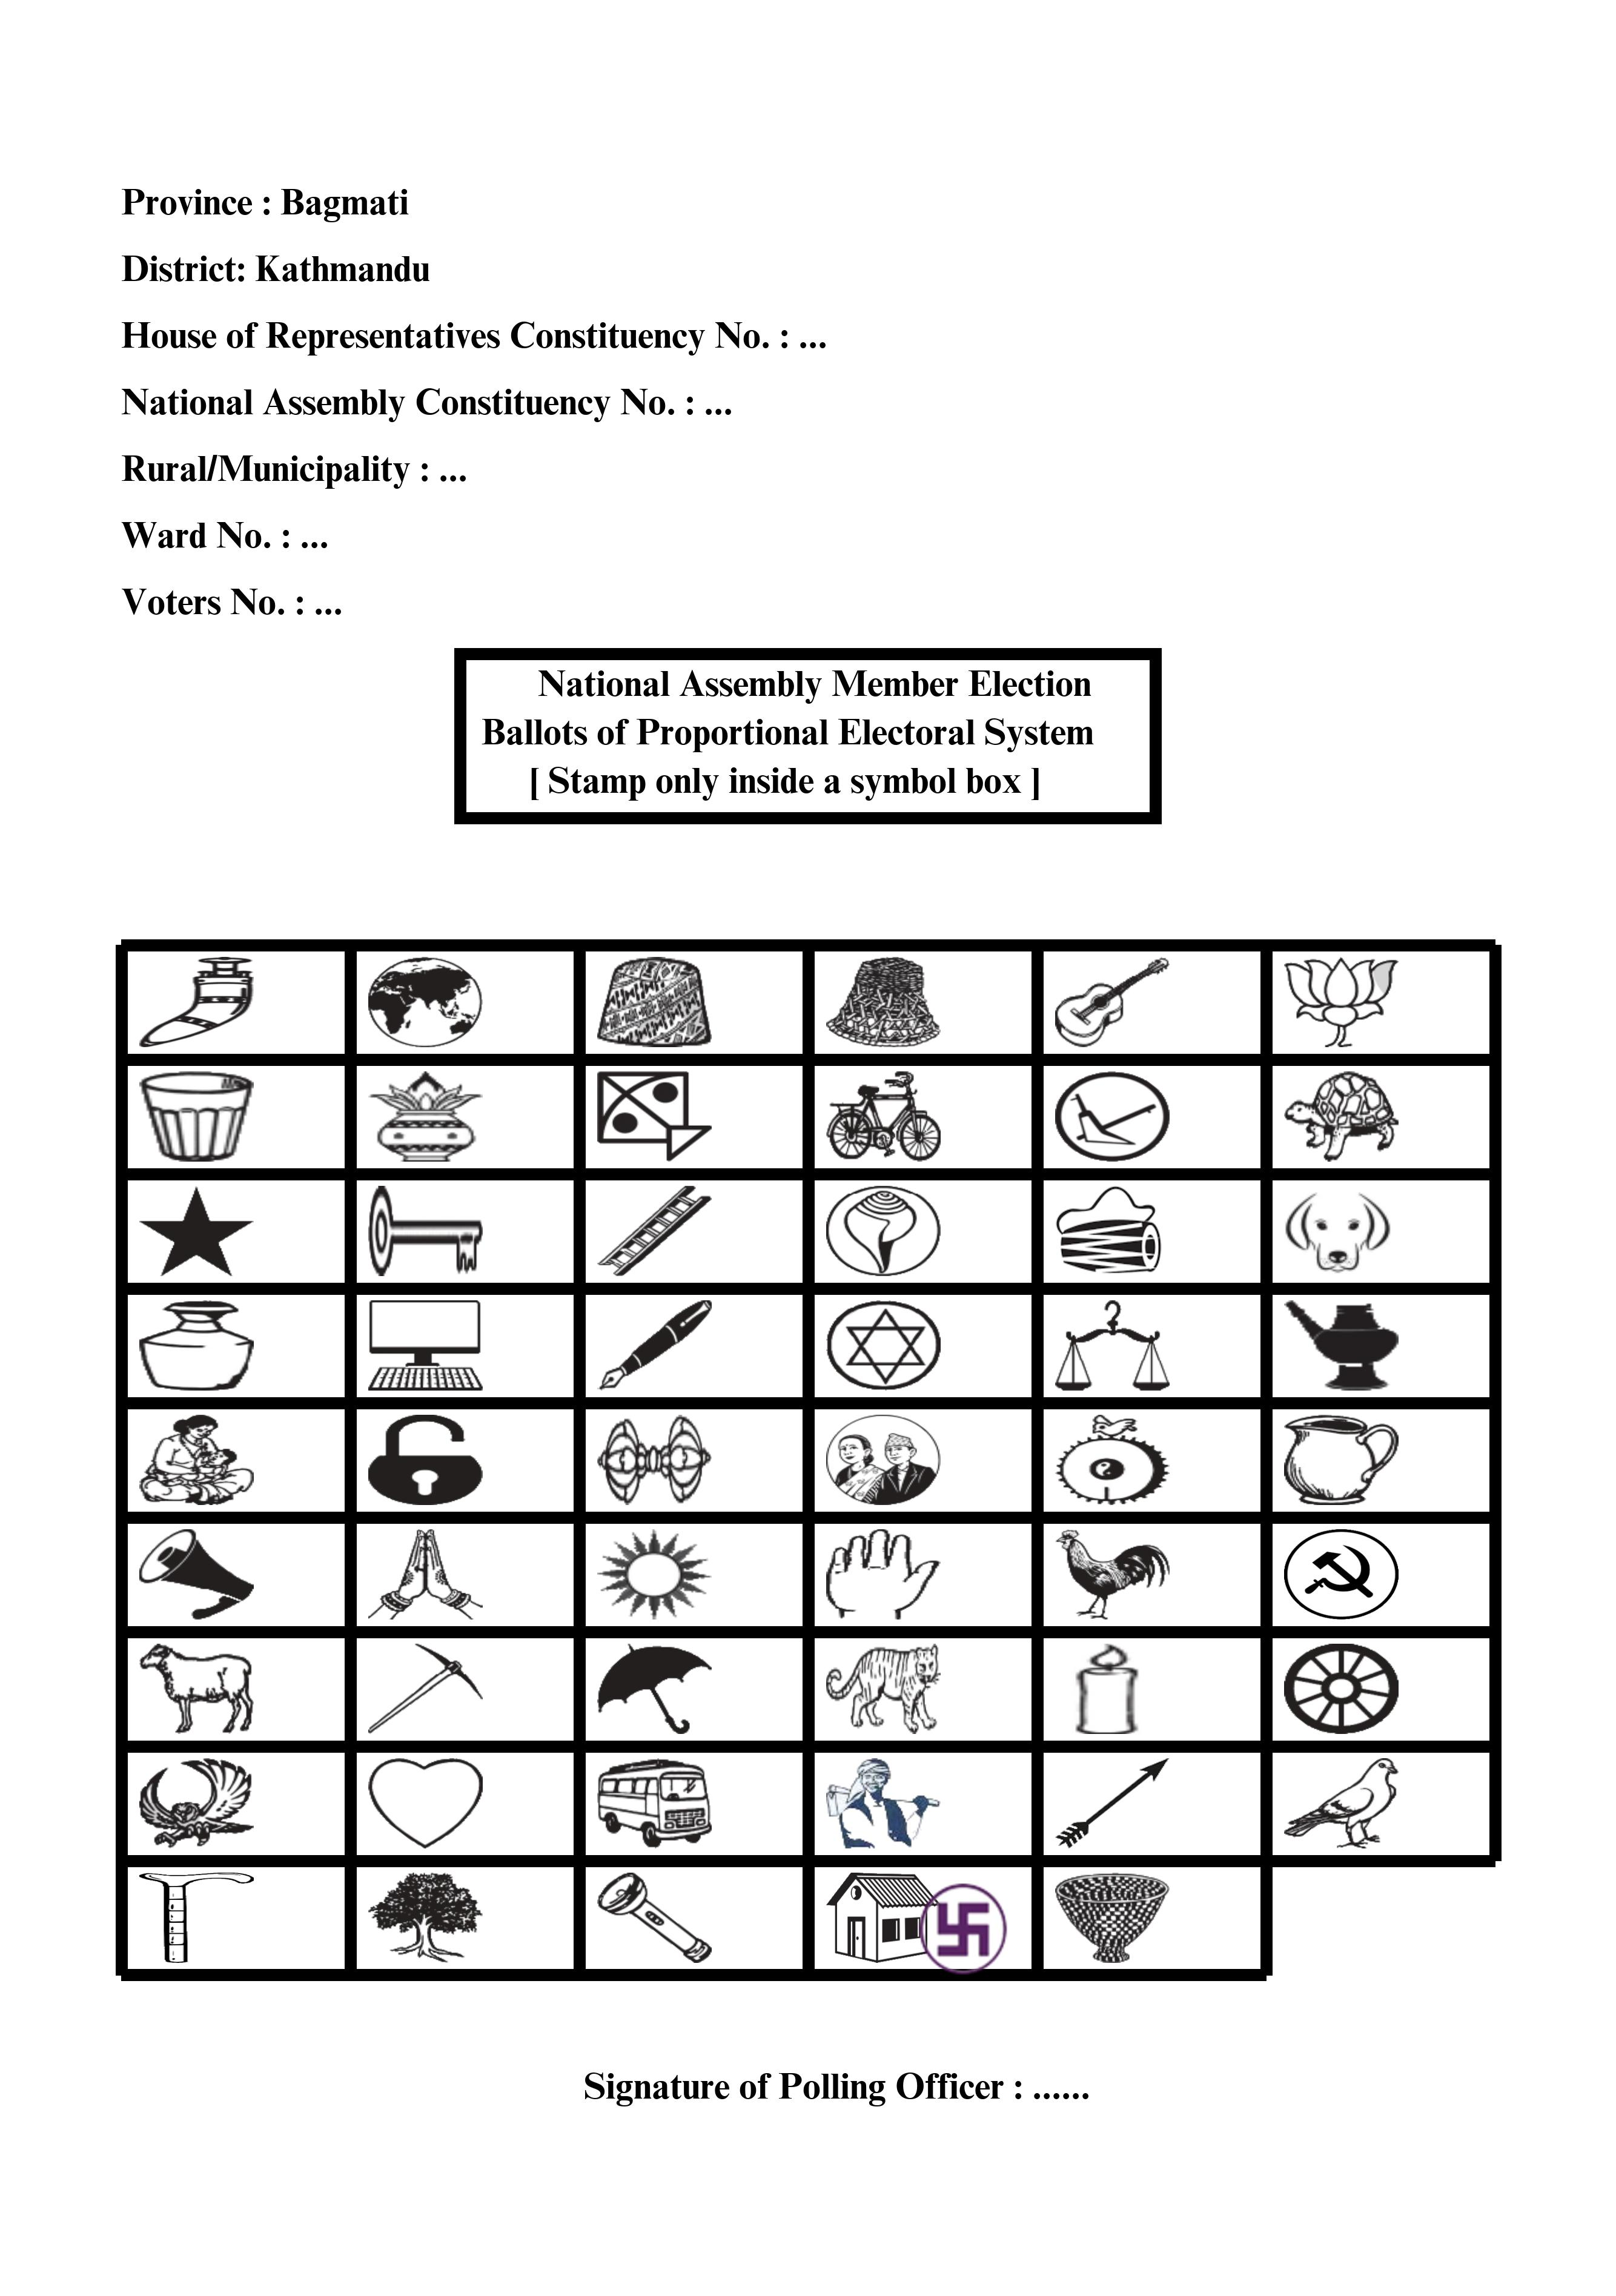 Province : Bagmati
District: Kathmandu
House of Representatives Constituency No. : ...
National Assembly Constituency No. : ...
Rural/Municipality : ...
Ward No. : ...
Voters No. : ...
National Assembly Member Election
Ballots of Proportional Electoral System
[ Stamp only inside a symbol box ]
Signature of Polling Officer : ......